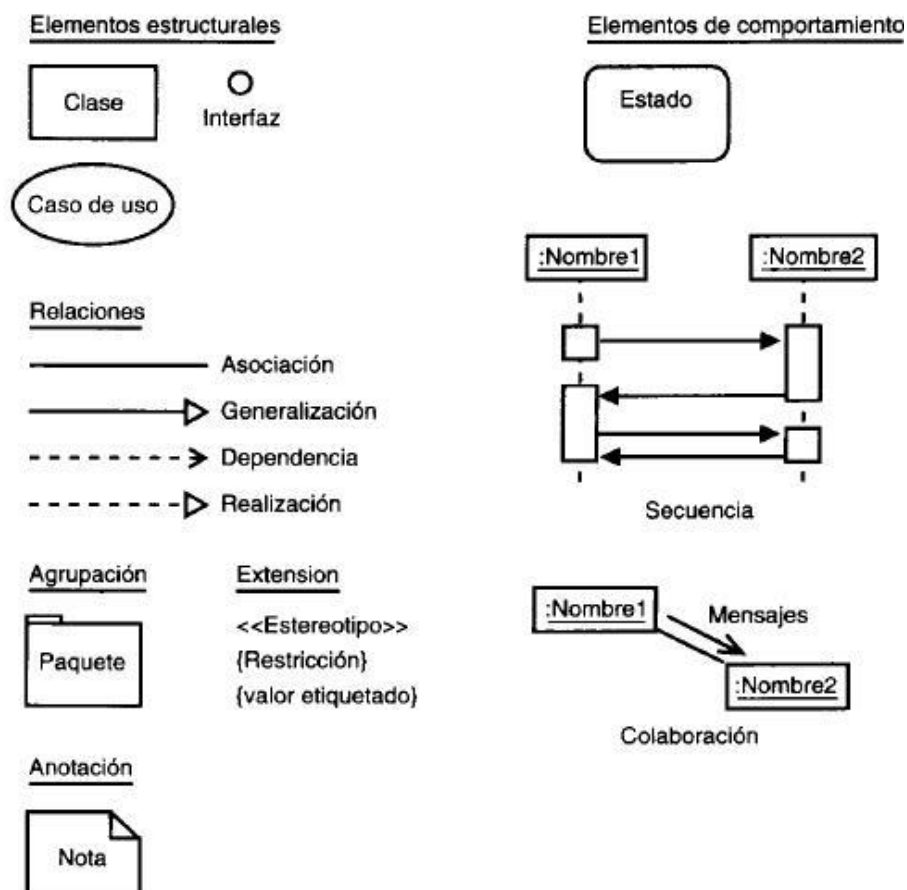 Elementos estructurales
Clase
Interfaz
Caso de uso
Relaciones
Asociación
Generalización
Dependencia
Realización
Agrupación
Paquete
Extension
<<Estereotipo>>
{Restricción}
{valor etiquetado}
Anotación
Nota
Elementos de comportamiento
Estado
:Nombre1
:Nombre2
Secuencia
:Nombre1
Mensajes
:Nombre2
Colaboración